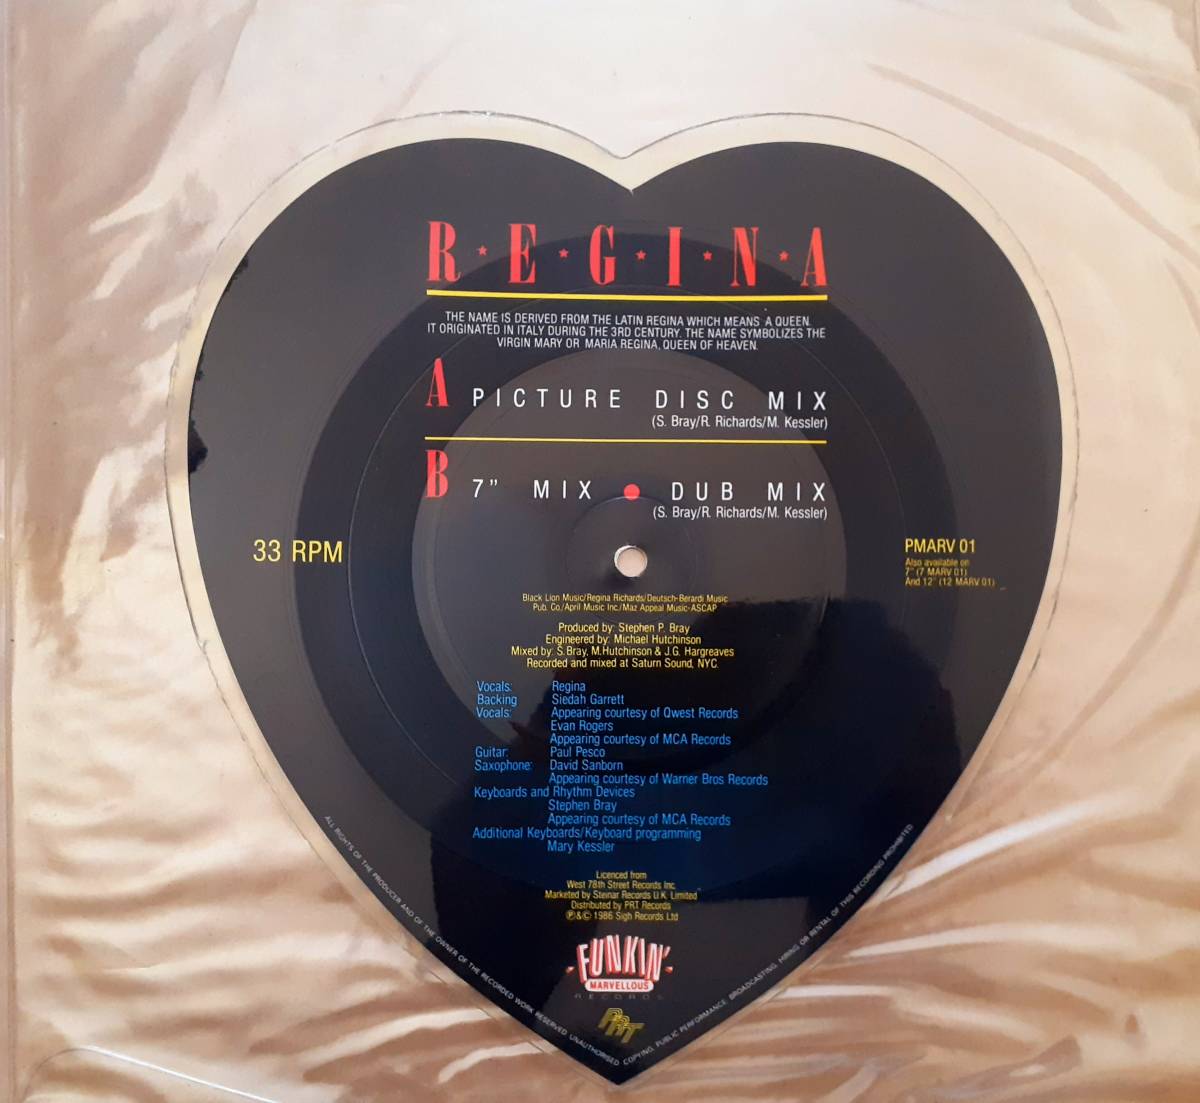 R★E★G★I★N★A
THE NAME IS DERIVED FROM THE LATIN REGINA WHICH MEANS A QUEEN.
IT ORIGINATED IN ITALY DURING THE 3RD CENTURY. THE NAME SYMBOLIZES THE
VIRGIN MARY OR MARIA REGINA, QUEEN OF HEAVEN.
A PICTURE DISC MIX
(S. Bray/R. Richards/M. Kessler)
B 7" MIX ● DUB MIX
(S. Bray/R. Richards/M. Kessler)
33 RPM
PMARV 01
Also available on
7" (7 MARV 01)
And 12" (12 MARV 01)
Black Lion Music/Regina Richards/Deutsch-Berardi Music
Pub. Co./April Music Inc./Maz Appeal Music-ASCAP
Produced by: Stephen P. Bray
Engineered by: Michael Hutchinson
Mixed by: S. Bray, M.Hutchinson & J.G. Hargreaves
Recorded and mixed at Saturn Sound, NYC.
Vocals: Regina
Backing Siedah Garrett
Vocals: Appearing courtesy of Qwest Records
Evan Rogers
Appearing courtesy of MCA Records
Guitar: Paul Pesco
Saxophone: David Sanborn
Appearing courtesy of Warner Bros Records
Keyboards and Rhythm Devices
Stephen Bray
Appearing courtesy of MCA Records
Additional Keyboards/Keyboard programming
Mary Kessler
Licenced from
West 78th Street Records Inc.
Marketed by Steinar Records U.K. Limited
Distributed by PRT Records
℗&© 1986 Sigh Records Ltd
FUNKIN'
MARVELLOUS
RECORDS
PRT
ALL RIGHTS OF THE PRODUCER AND OF THE OWNER OF THE RECORDED WORK RESERVED. UNAUTHORISED COPYING, PUBLIC PERFORMANCE, BROADCASTING, HIRING OR RENTAL OF THIS RECORDING PROHIBITED